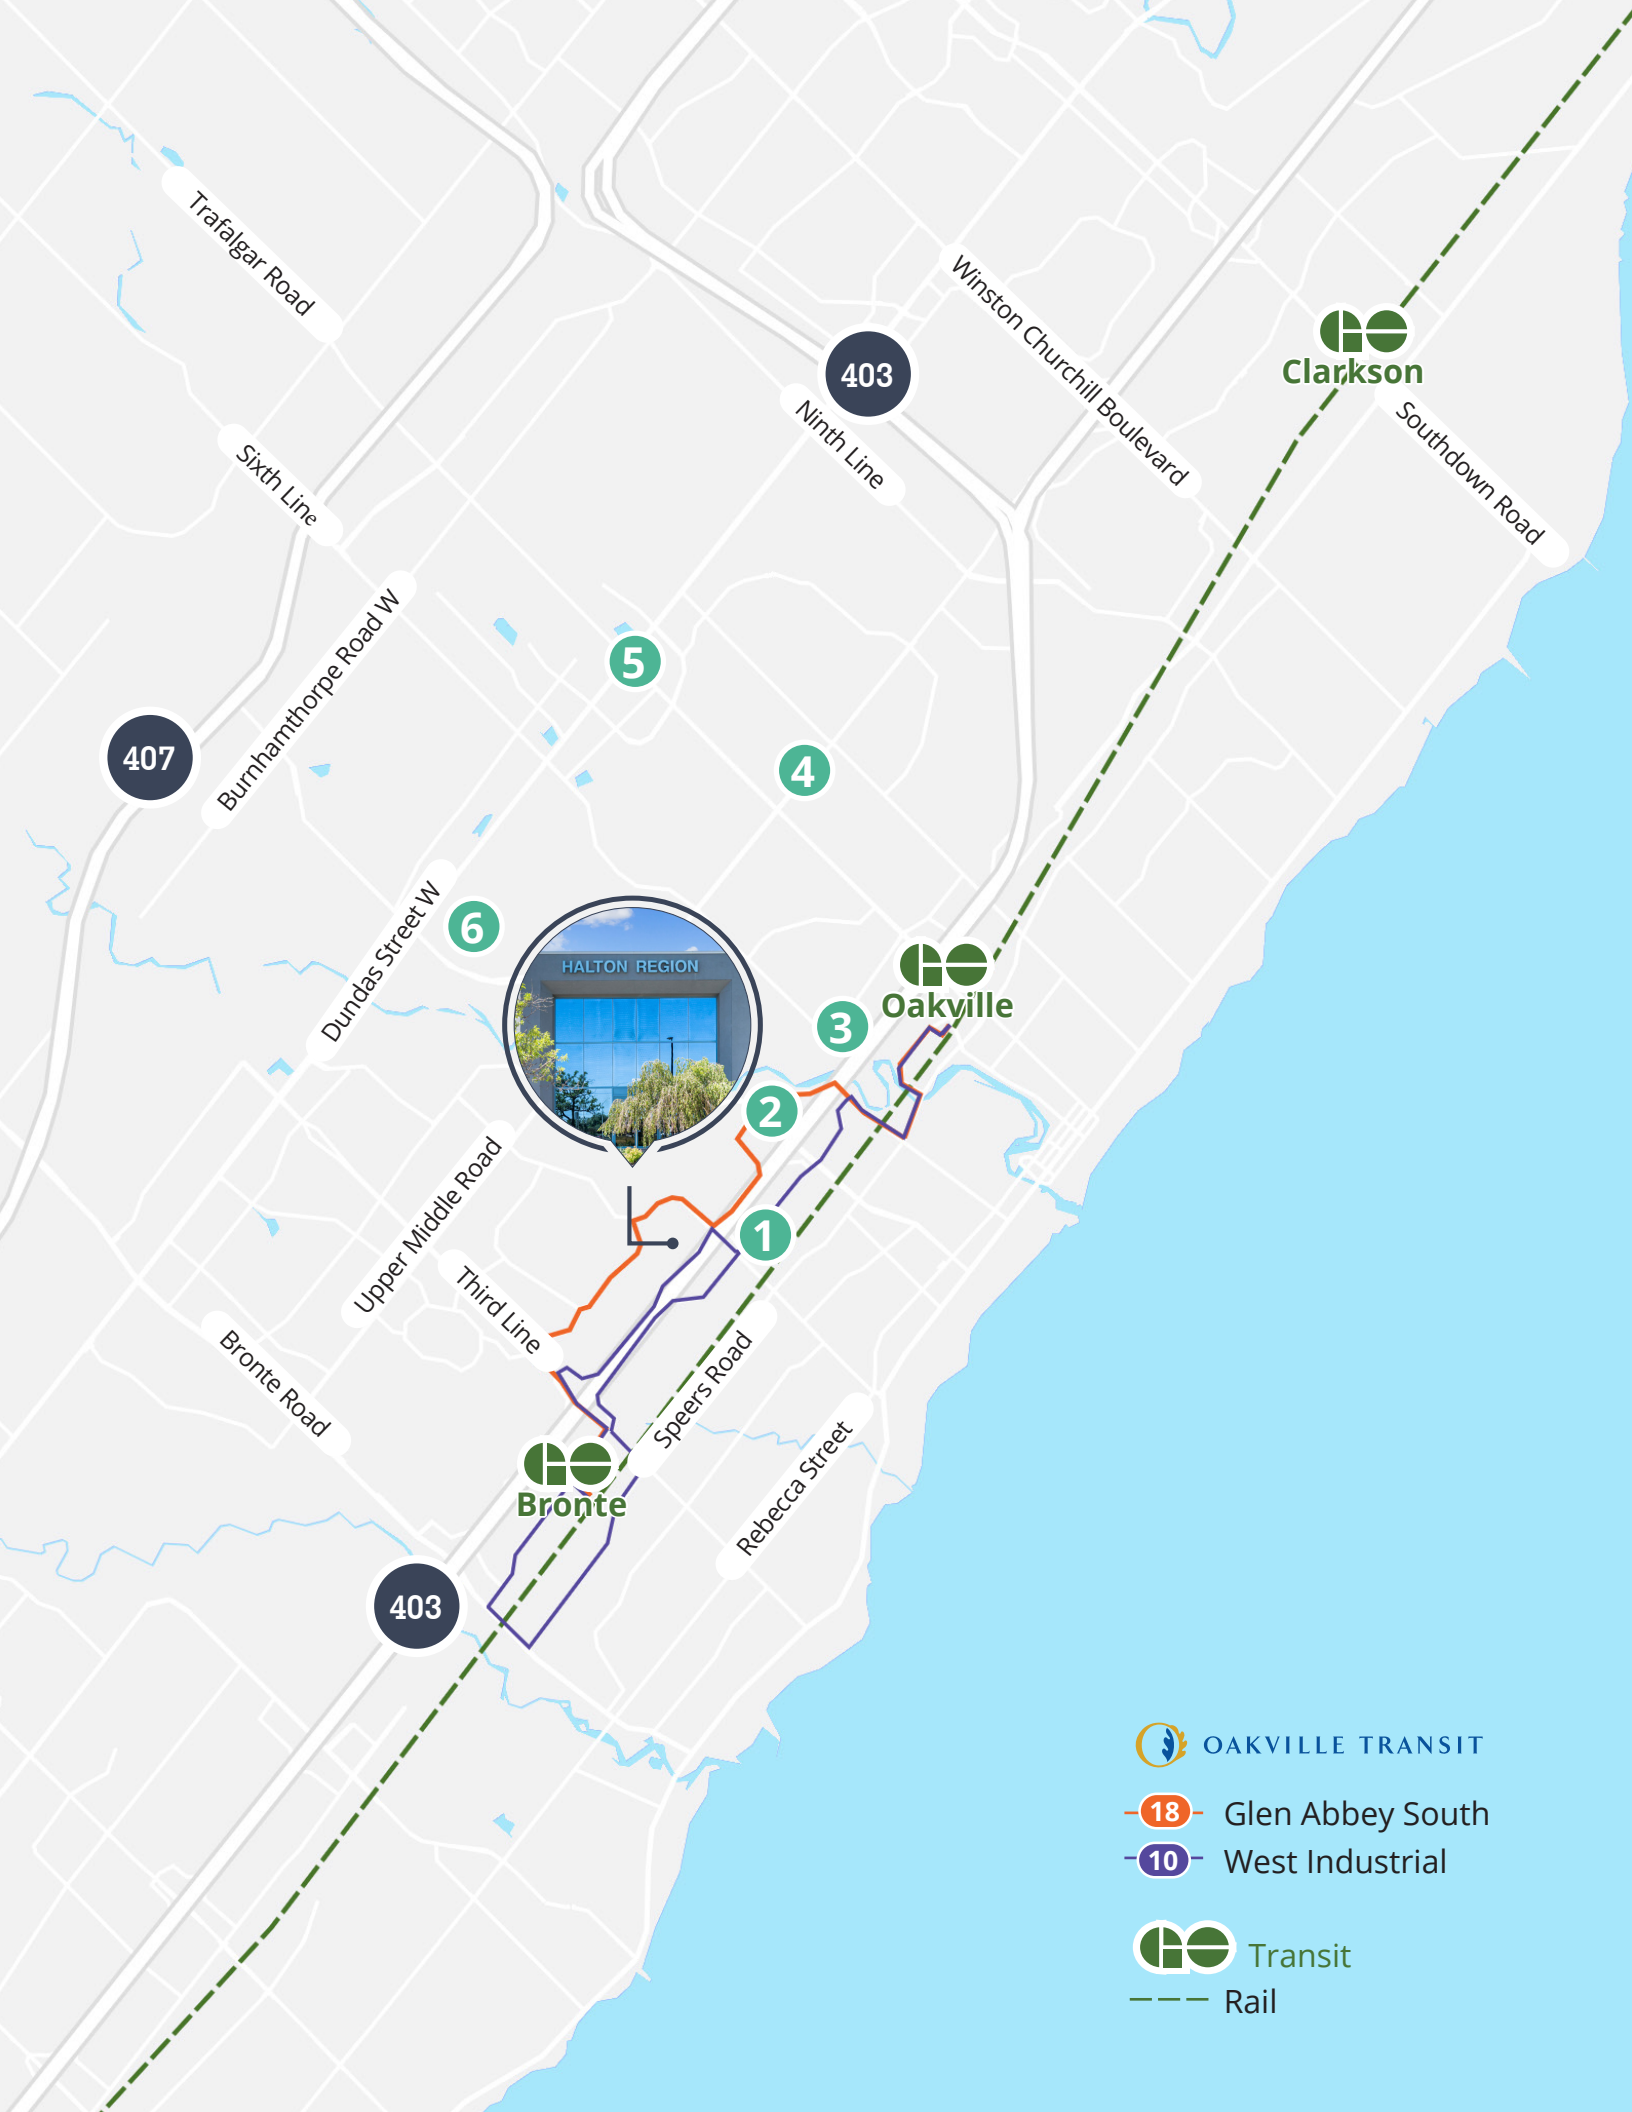 Trafalgar Road
Winston Churchill Boulevard
Clarkson
403
Ninth Line
Southdown Road
Sixth Line
Burnhamthorpe Road W
5
407
4
Dundas Street W
6
HALTON REGION
Oakville
3
2
Upper Middle Road
1
Third Line
Bronte Road
Speers Road
Rebecca Street
Bronte
403
OAKVILLE TRANSIT
18 Glen Abbey South
10 West Industrial
GO Transit
Rail